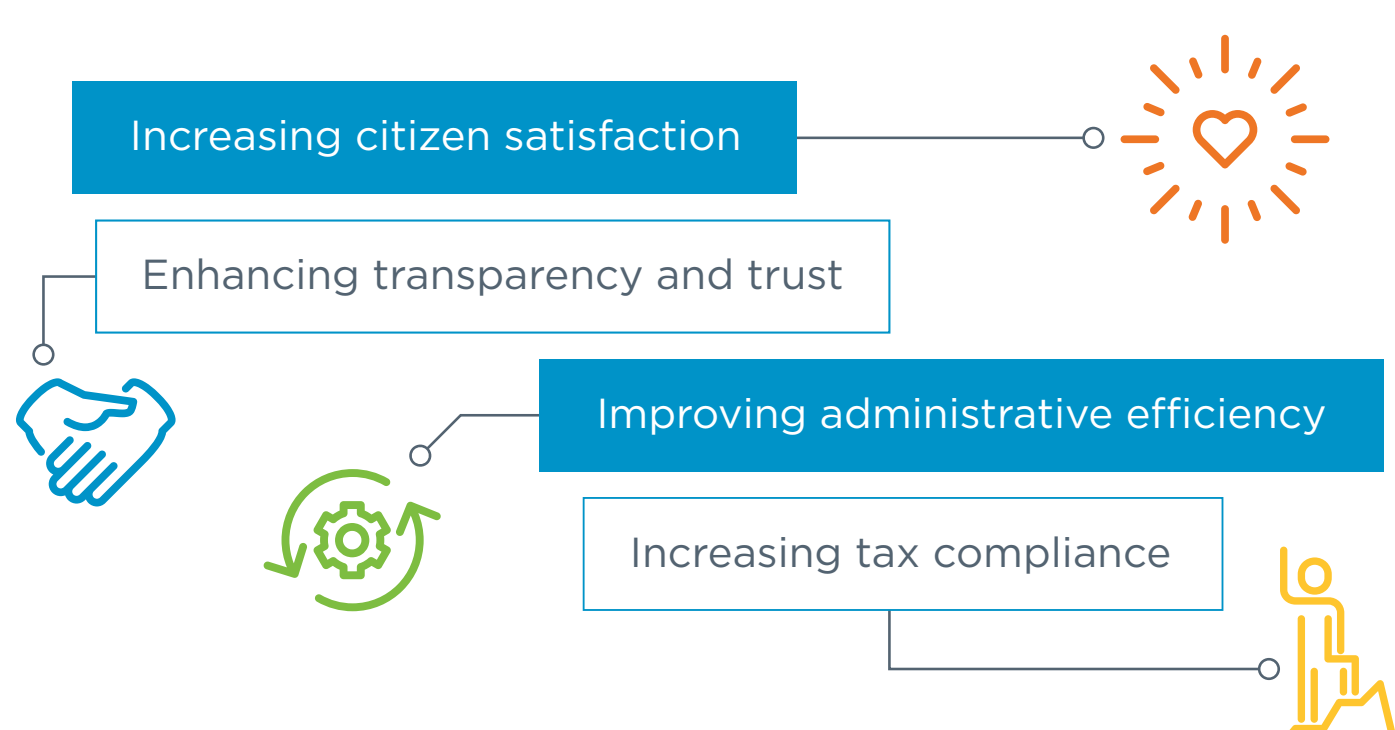 Increasing citizen satisfaction
Enhancing transparency and trust
Improving administrative efficiency
Increasing tax compliance